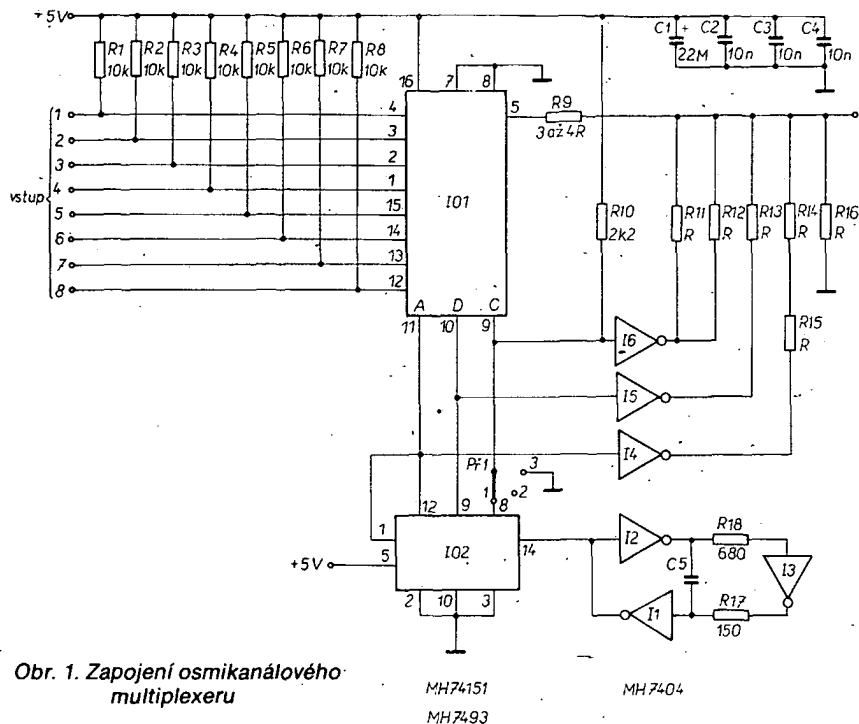 +5V
R1 R2 R3 R4 R5 R6 R7 R8
10k 10k 10k 10k 10k 10k 10k 10k
C1 + C2 C3 C4
22M 10n 10n 10n
16 7 8
vstup
1 4
2 3
3 2
4 1
5 15
6 14
7 13
8 12
IO1
5 R9
3 až 4R
R10 R11 R12 R13 R14 R16
2k2 R R R R R
R15
R
A D C
11 10 9
I6
I5
I4
Př1 3
1 2
12 9 8
1
+5V 5
IO2
14
2 10 3
I2 R18
680
C5
I3
I1 R17
150
Obr. 1. Zapojení osmikanálového
multiplexeru
MH74151 MH7404
MH7493